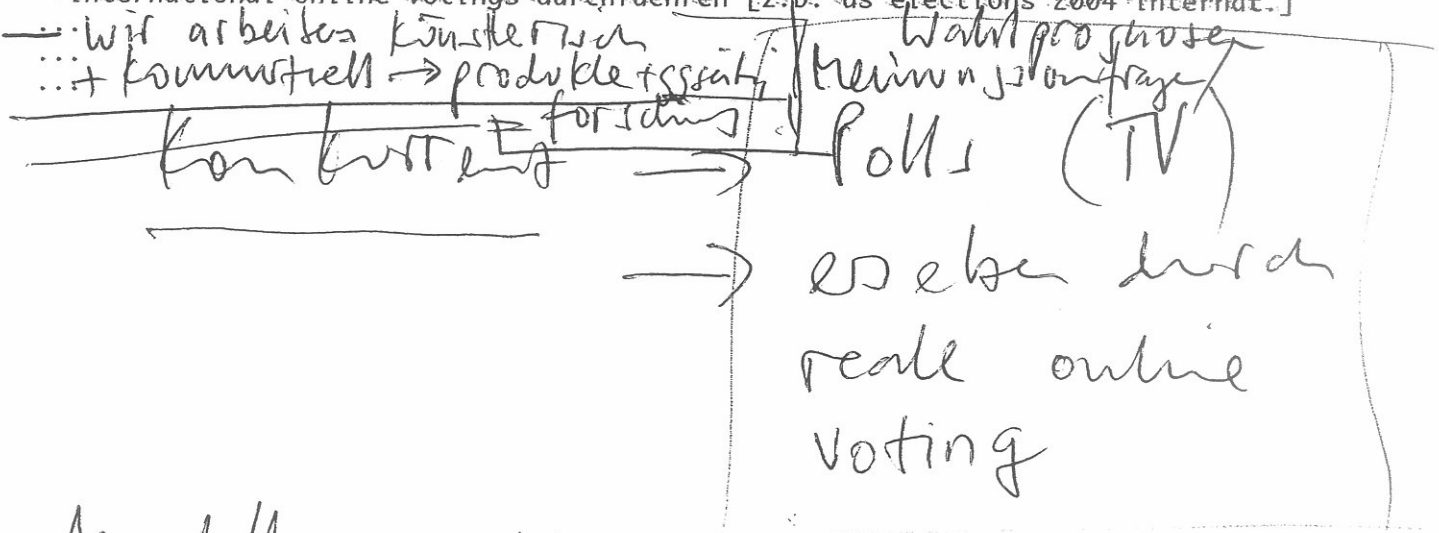 international online votings durchfuehren [z.B. us elections 2004 internat.]
— wir arbeiten künstlerisch
+ kommerziell → produkte +
forschung
Wahlprognosen
Meinungsumfrage
Konkurrenz → Polls (TV)
→ ersetzen durch
reale online
voting